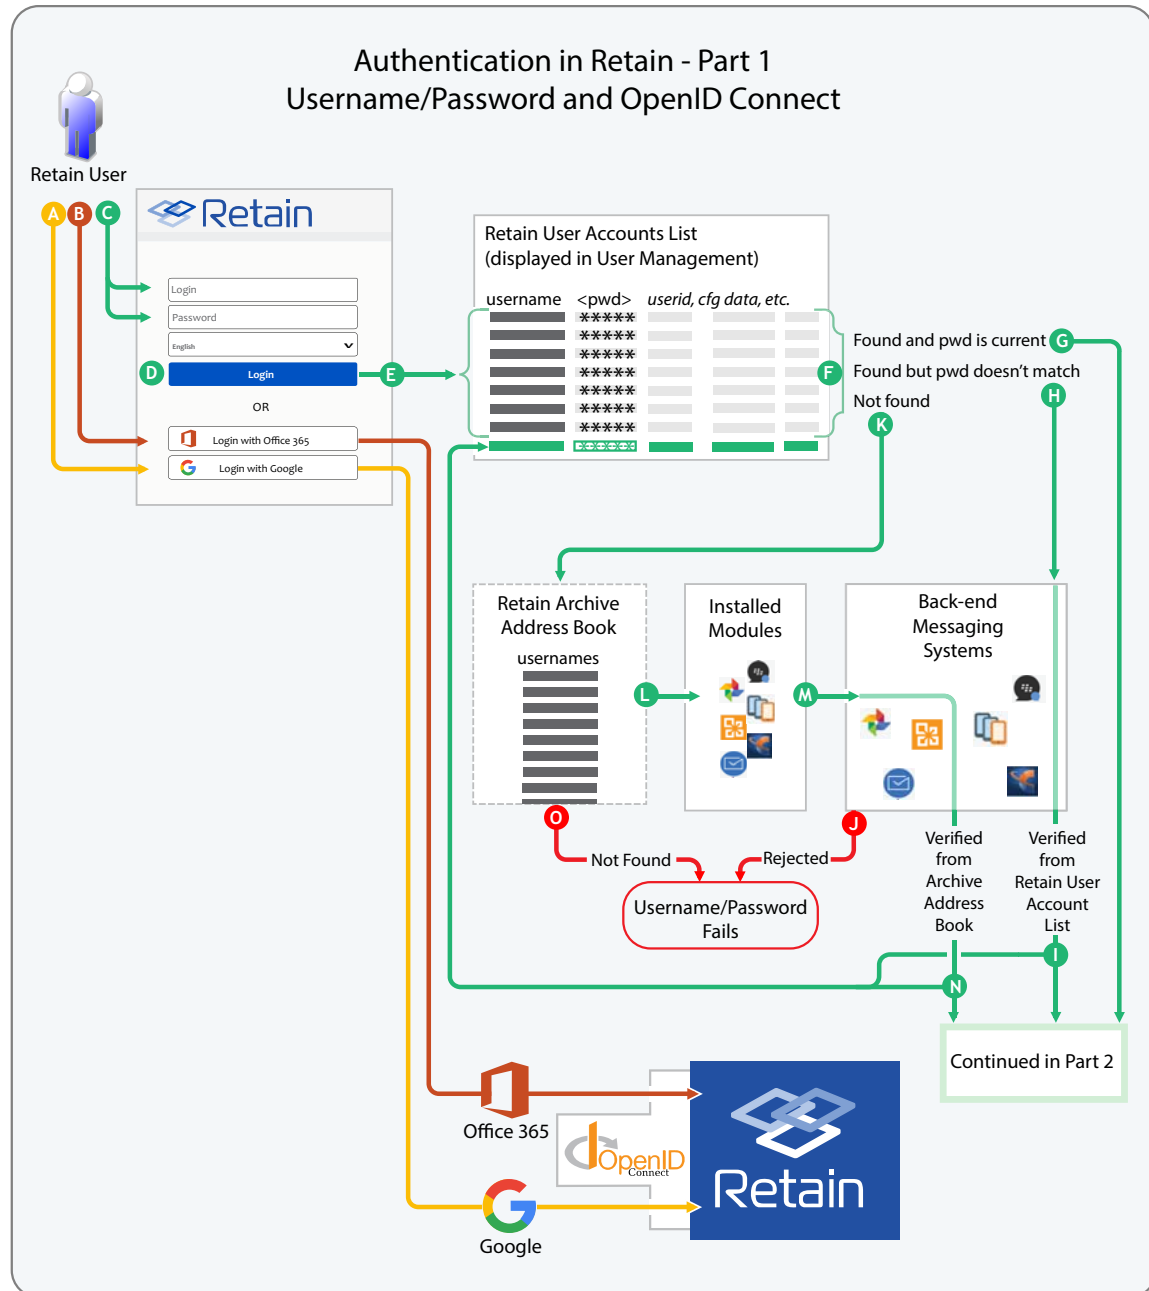 Authentication in Retain - Part 1
Username/Password and OpenID Connect
Retain User
A
B
C
Retain
Login
Password
English
D
Login
E
OR
Login with Office 365
Login with Google
Retain User Accounts List
(displayed in User Management)
username <pwd> userid, cfg data, etc.
*****
*****
*****
*****
*****
*****
*****
*****
F
Found and pwd is current
G
Found but pwd doesn't match
H
Not found
K
Retain Archive
Address Book
usernames
L
Installed
Modules
M
Back-end
Messaging
Systems
O
Not Found
J
Rejected
Username/Password
Fails
Verified
from
Archive
Address
Book
Verified
from
Retain User
Account
List
I
N
Continued in Part 2
Office 365
OpenID
Connect
Retain
Google